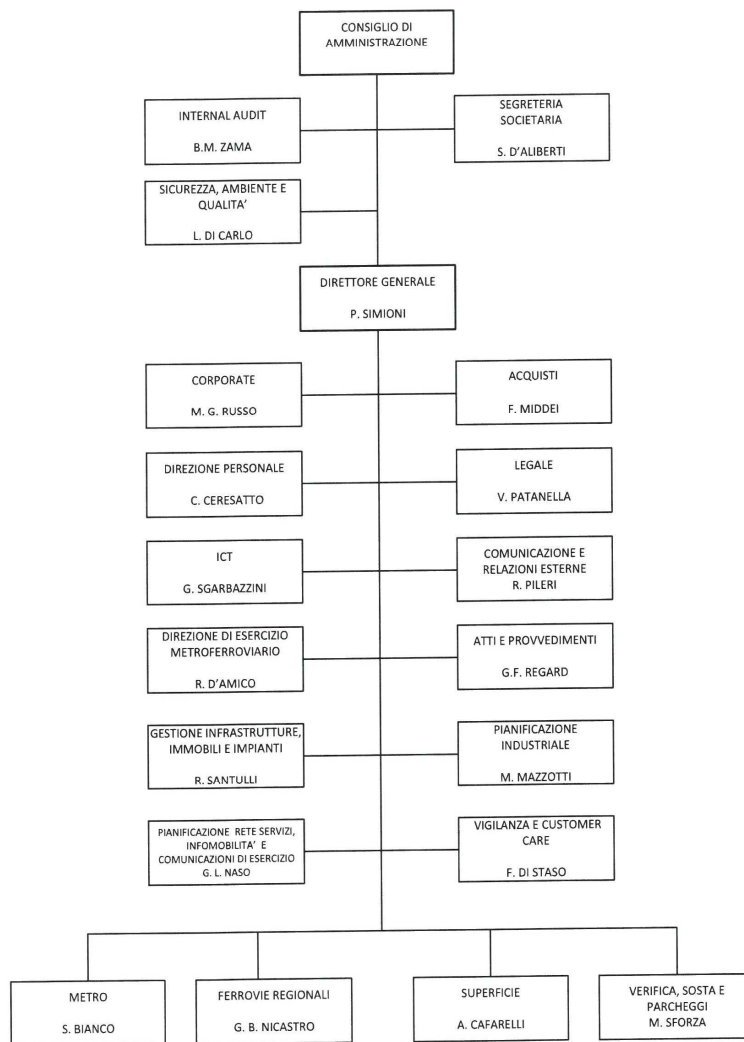 CONSIGLIO DI
AMMINISTRAZIONE
INTERNAL AUDIT
B.M. ZAMA
SEGRETERIA
SOCIETARIA
S. D'ALIBERTI
SICUREZZA, AMBIENTE E
QUALITA'
L. DI CARLO
DIRETTORE GENERALE
P. SIMIONI
CORPORATE
M. G. RUSSO
ACQUISTI
F. MIDDEI
DIREZIONE PERSONALE
C. CERESATTO
LEGALE
V. PATANELLA
ICT
G. SGARBAZZINI
COMUNICAZIONE E
RELAZIONI ESTERNE
R. PILERI
DIREZIONE DI ESERCIZIO
METROFERROVIARIO
R. D'AMICO
ATTI E PROVVEDIMENTI
G.F. REGARD
GESTIONE INFRASTRUTTURE,
IMMOBILI E IMPIANTI
R. SANTULLI
PIANIFICAZIONE
INDUSTRIALE
M. MAZZOTTI
PIANIFICAZIONE RETE SERVIZI,
INFOMOBILITA' E
COMUNICAZIONI DI ESERCIZIO
G. L. NASO
VIGILANZA E CUSTOMER
CARE
F. DI STASO
METRO
S. BIANCO
FERROVIE REGIONALI
G. B. NICASTRO
SUPERFICIE
A. CAFARELLI
VERIFICA, SOSTA E
PARCHEGGI
M. SFORZA